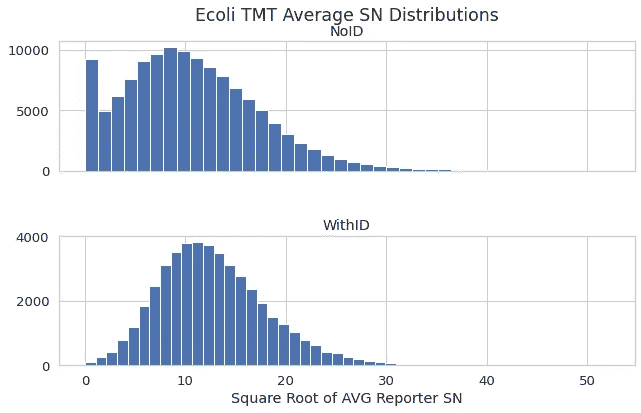 Ecoli TMT Average SN Distributions
NoID
10000
5000
0
WithID
4000
2000
0
0 10 20 30 40 50
Square Root of AVG Reporter SN